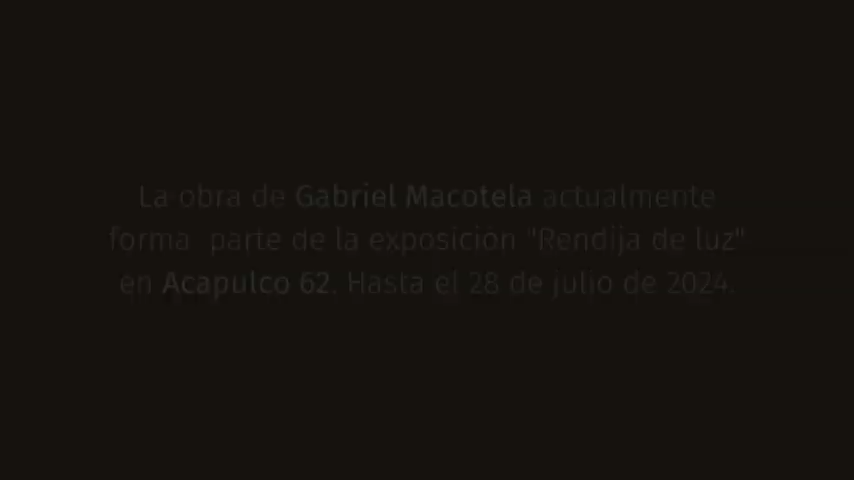 La obra de Gabriel Macotela actualmente
forma parte de la exposición "Rendija de luz"
en Acapulco 62. Hasta el 28 de julio de 2024.